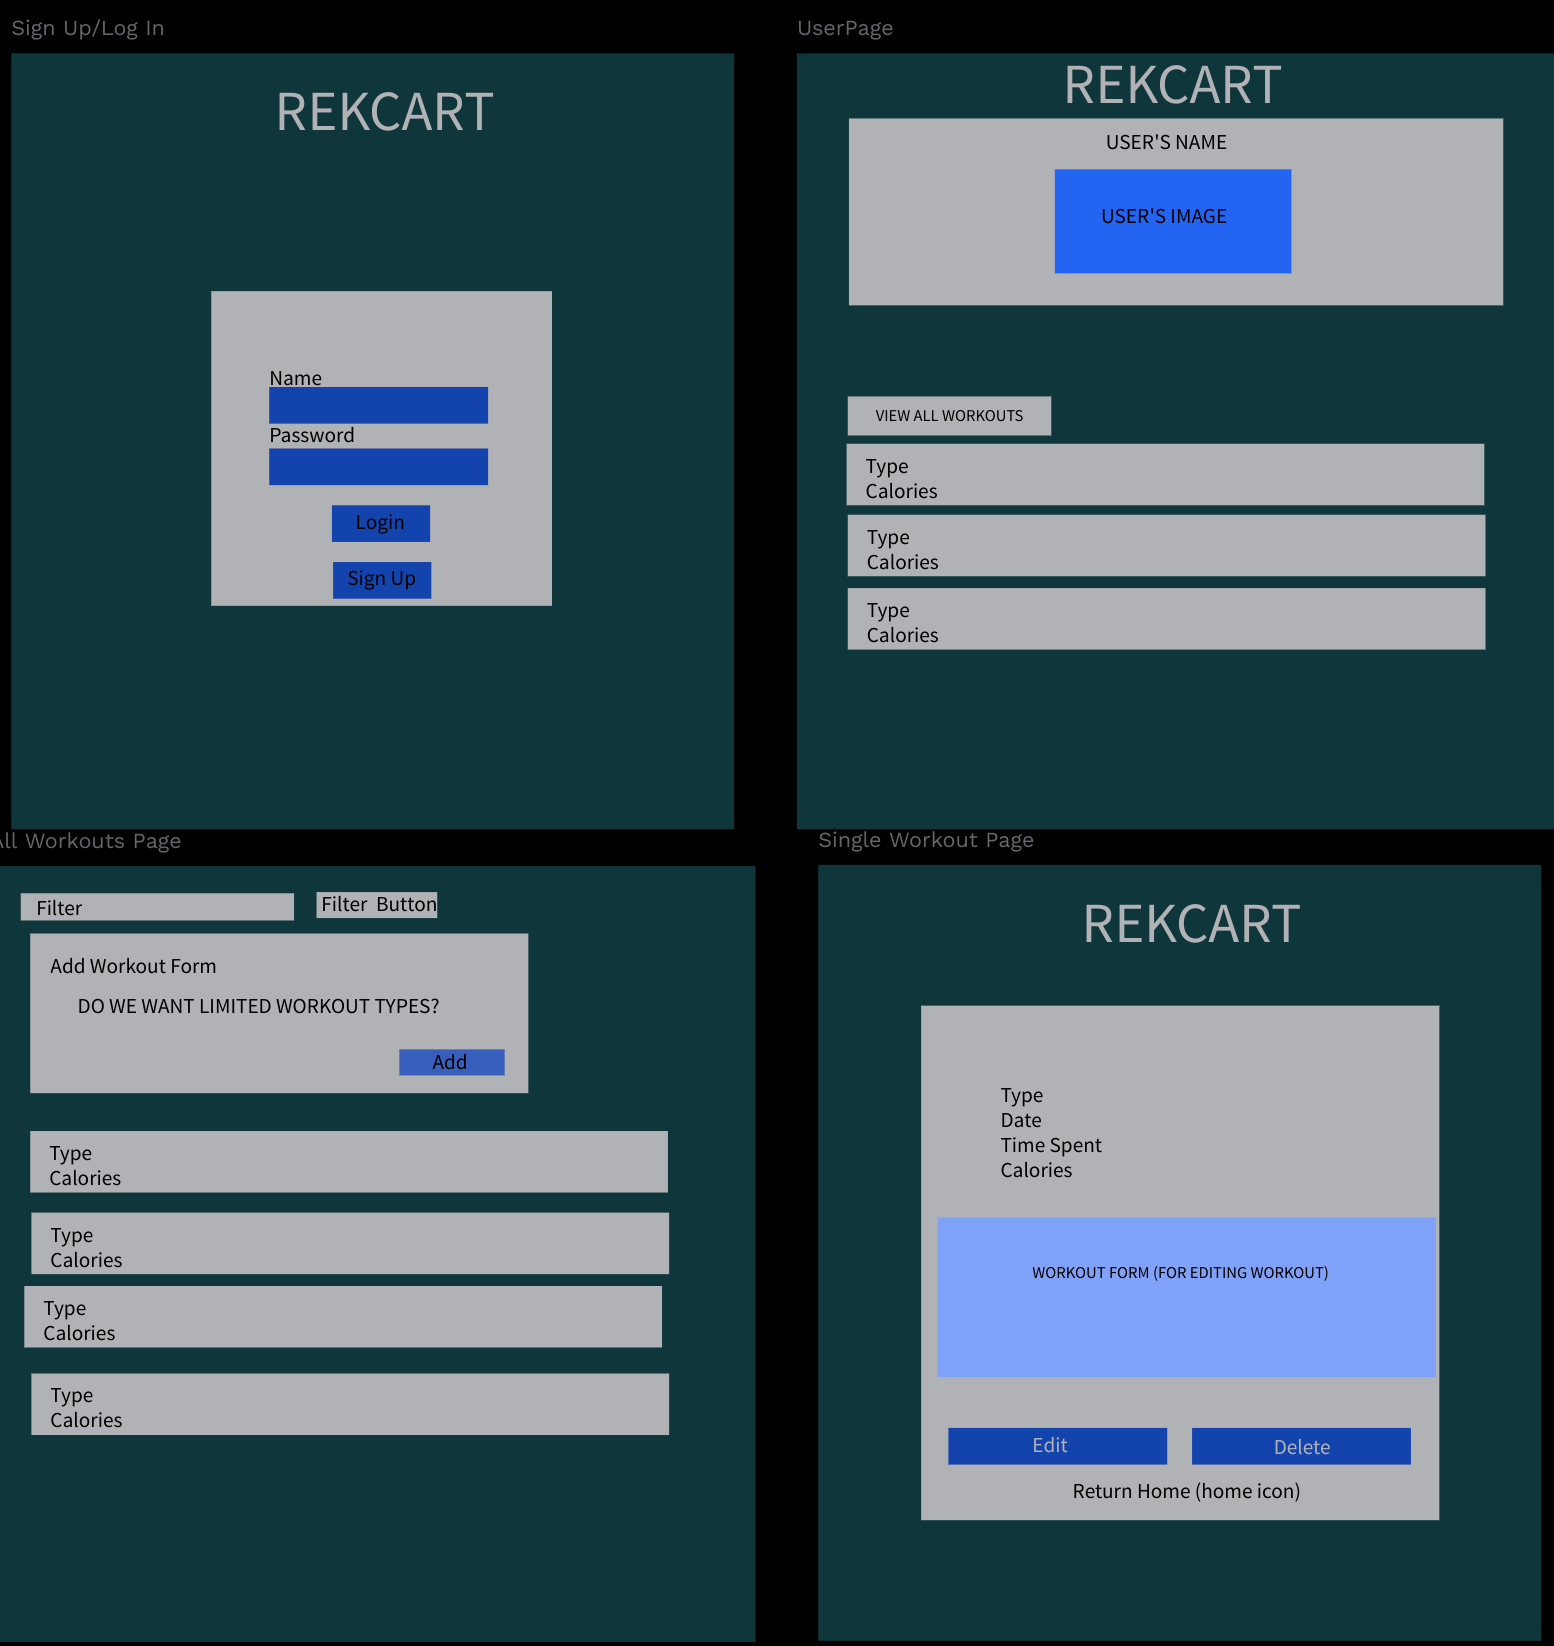 Sign Up/Log In
REKCART
Name
Password
Login
Sign Up
UserPage
REKCART
USER'S NAME
USER'S IMAGE
VIEW ALL WORKOUTS
Type
Calories
Type
Calories
Type
Calories
All Workouts Page
Filter
Filter Button
Add Workout Form
DO WE WANT LIMITED WORKOUT TYPES?
Add
Type
Calories
Type
Calories
Type
Calories
Type
Calories
Single Workout Page
REKCART
Type
Date
Time Spent
Calories
WORKOUT FORM (FOR EDITING WORKOUT)
Edit
Delete
Return Home (home icon)